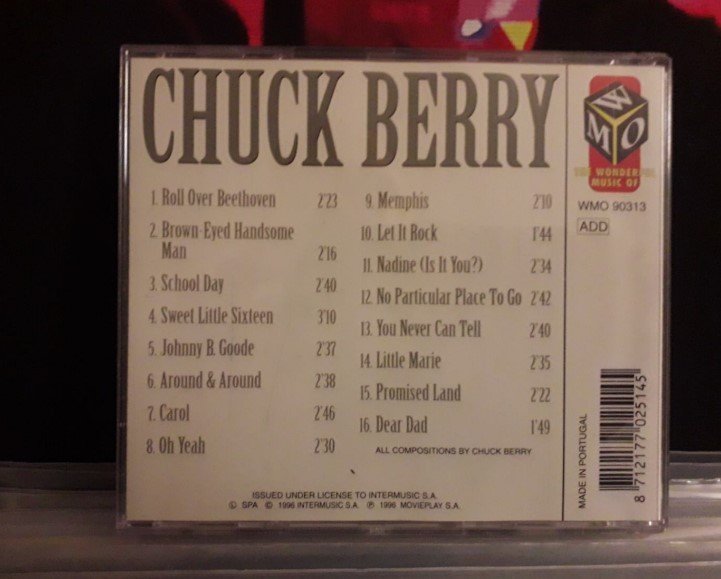 CHUCK BERRY
1. Roll Over Beethoven 2'23
2. Brown-Eyed Handsome
Man 2'16
3. School Day 2'40
4. Sweet Little Sixteen 3'10
5. Johnny B. Goode 2'37
6. Around & Around 2'38
7. Carol 2'46
8. Oh Yeah 2'30
9. Memphis 2'10
10. Let It Rock 1'44
11. Nadine (Is It You?) 2'34
12. No Particular Place To Go 2'42
13. You Never Can Tell 2'40
14. Little Marie 2'35
15. Promised Land 2'22
16. Dear Dad 1'49
ALL COMPOSITIONS BY CHUCK BERRY
ISSUED UNDER LICENSE TO INTERMUSIC S.A.
Ⓛ SPA © 1996 INTERMUSIC S.A. ℗ 1996 MOVIEPLAY S.A.
WMO
THE WONDERFUL
MUSIC OF
WMO 90313
ADD
MADE IN PORTUGAL
8 712177 025145